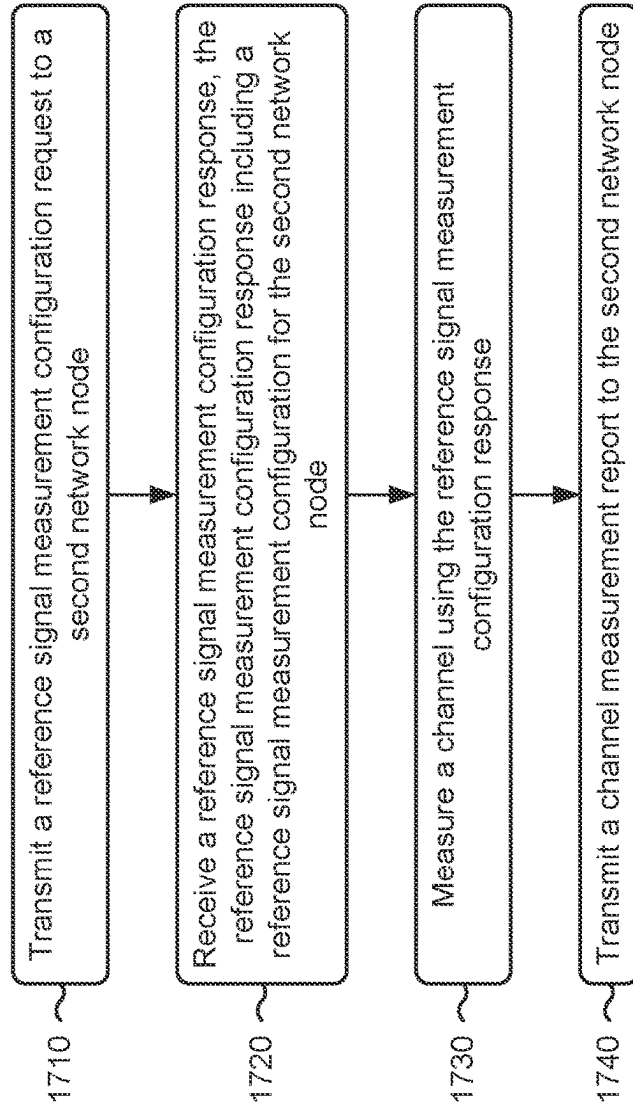 1710
Transmit a reference signal measurement configuration request to a
second network node
1720
Receive a reference signal measurement configuration response, the
reference signal measurement configuration response including a
reference signal measurement configuration for the second network
node
1730
Measure a channel using the reference signal measurement
configuration response
1740
Transmit a channel measurement report to the second network node